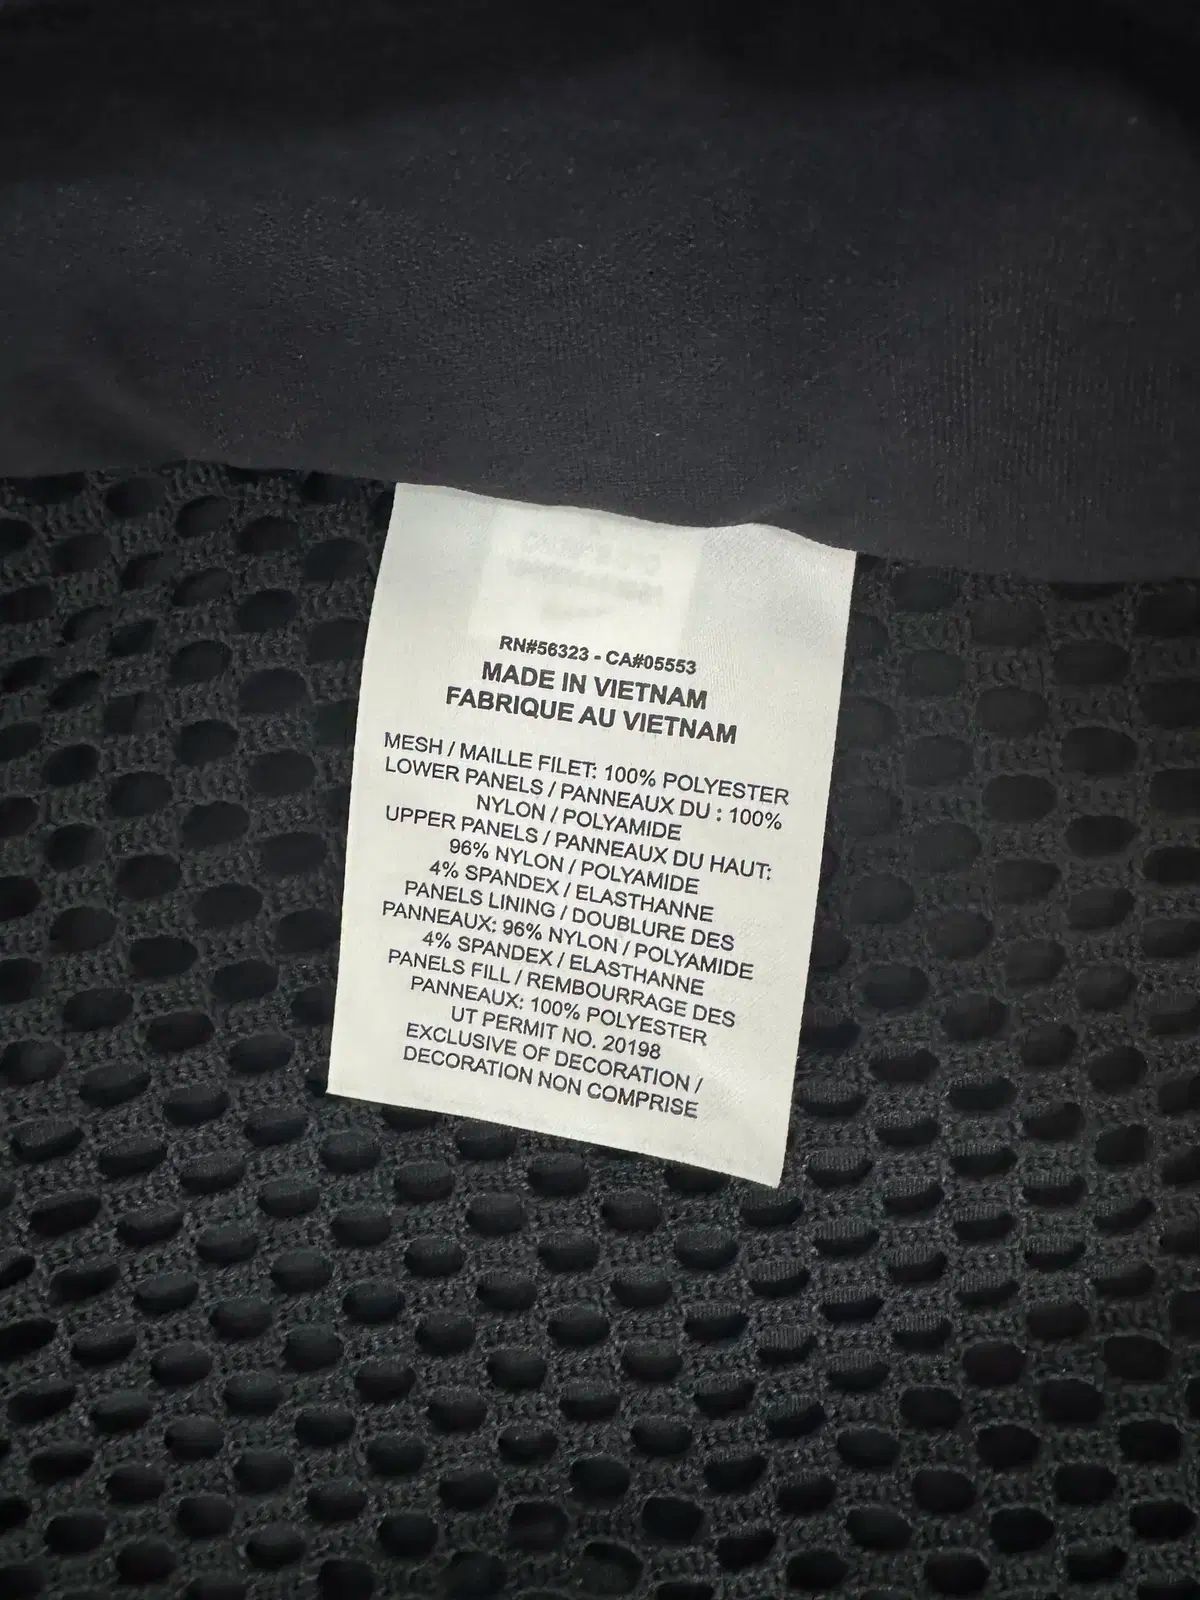 RN#56323 - CA#05553
MADE IN VIETNAM
FABRIQUE AU VIETNAM
MESH / MAILLE FILET: 100% POLYESTER
LOWER PANELS / PANNEAUX DU : 100%
NYLON / POLYAMIDE
UPPER PANELS / PANNEAUX DU HAUT:
96% NYLON / POLYAMIDE
4% SPANDEX / ELASTHANNE
PANELS LINING / DOUBLURE DES
PANNEAUX: 96% NYLON / POLYAMIDE
4% SPANDEX / ELASTHANNE
PANELS FILL / REMBOURRAGE DES
PANNEAUX: 100% POLYESTER
UT PERMIT NO. 20198
EXCLUSIVE OF DECORATION /
DECORATION NON COMPRISE